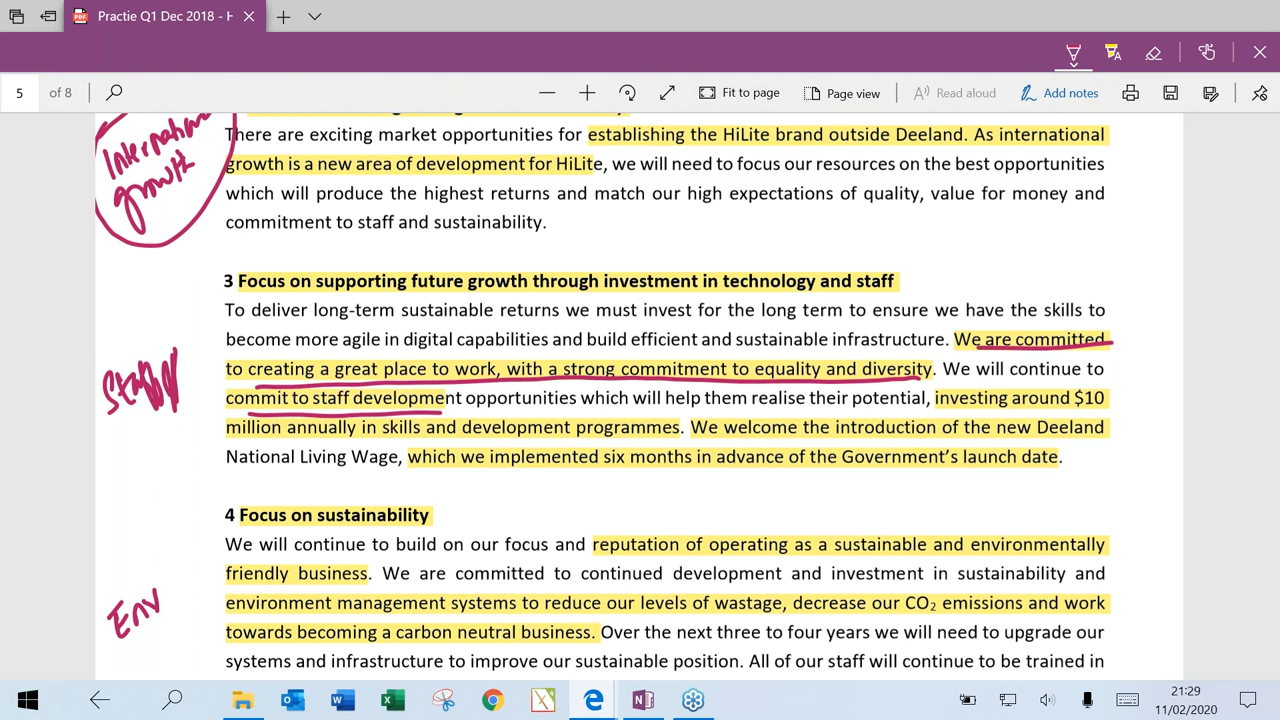 Practie Q1 Dec 2018 - H
5 of 8 Fit to page Page view Read aloud Add notes
International
growth
There are exciting market opportunities for establishing the HiLite brand outside Deeland. As international
growth is a new area of development for HiLite, we will need to focus our resources on the best opportunities
which will produce the highest returns and match our high expectations of quality, value for money and
commitment to staff and sustainability.
3 Focus on supporting future growth through investment in technology and staff
To deliver long-term sustainable returns we must invest for the long term to ensure we have the skills to
become more agile in digital capabilities and build efficient and sustainable infrastructure. We are committed
to creating a great place to work, with a strong commitment to equality and diversity. We will continue to
Staff
commit to staff development opportunities which will help them realise their potential, investing around $10
million annually in skills and development programmes. We welcome the introduction of the new Deeland
National Living Wage, which we implemented six months in advance of the Government’s launch date.
4 Focus on sustainability
We will continue to build on our focus and reputation of operating as a sustainable and environmentally
friendly business. We are committed to continued development and investment in sustainability and
Env
environment management systems to reduce our levels of wastage, decrease our CO₂ emissions and work
towards becoming a carbon neutral business. Over the next three to four years we will need to upgrade our
systems and infrastructure to improve our sustainable position. All of our staff will continue to be trained in
21:29
11/02/2020